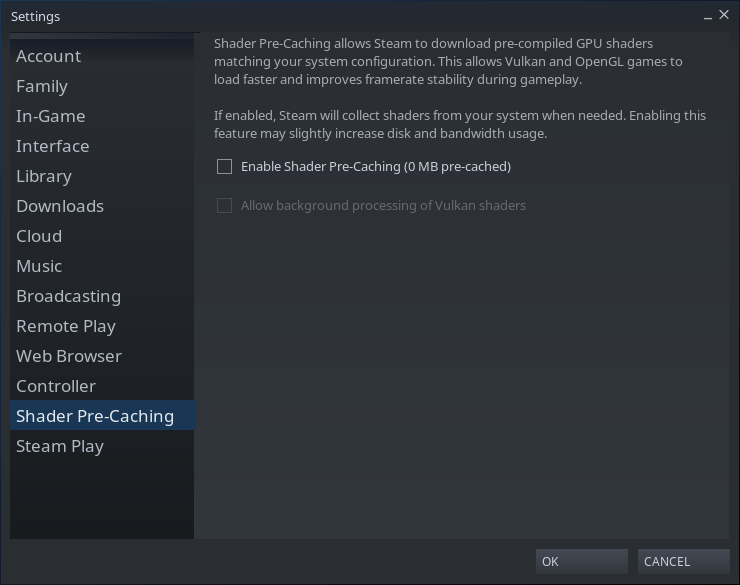 Settings
Account
Family
In-Game
Interface
Library
Downloads
Cloud
Music
Broadcasting
Remote Play
Web Browser
Controller
Shader Pre-Caching
Steam Play
Shader Pre-Caching allows Steam to download pre-compiled GPU shaders
matching your system configuration. This allows Vulkan and OpenGL games to
load faster and improves framerate stability during gameplay.
If enabled, Steam will collect shaders from your system when needed. Enabling this
feature may slightly increase disk and bandwidth usage.
Enable Shader Pre-Caching (0 MB pre-cached)
Allow background processing of Vulkan shaders
OK
CANCEL